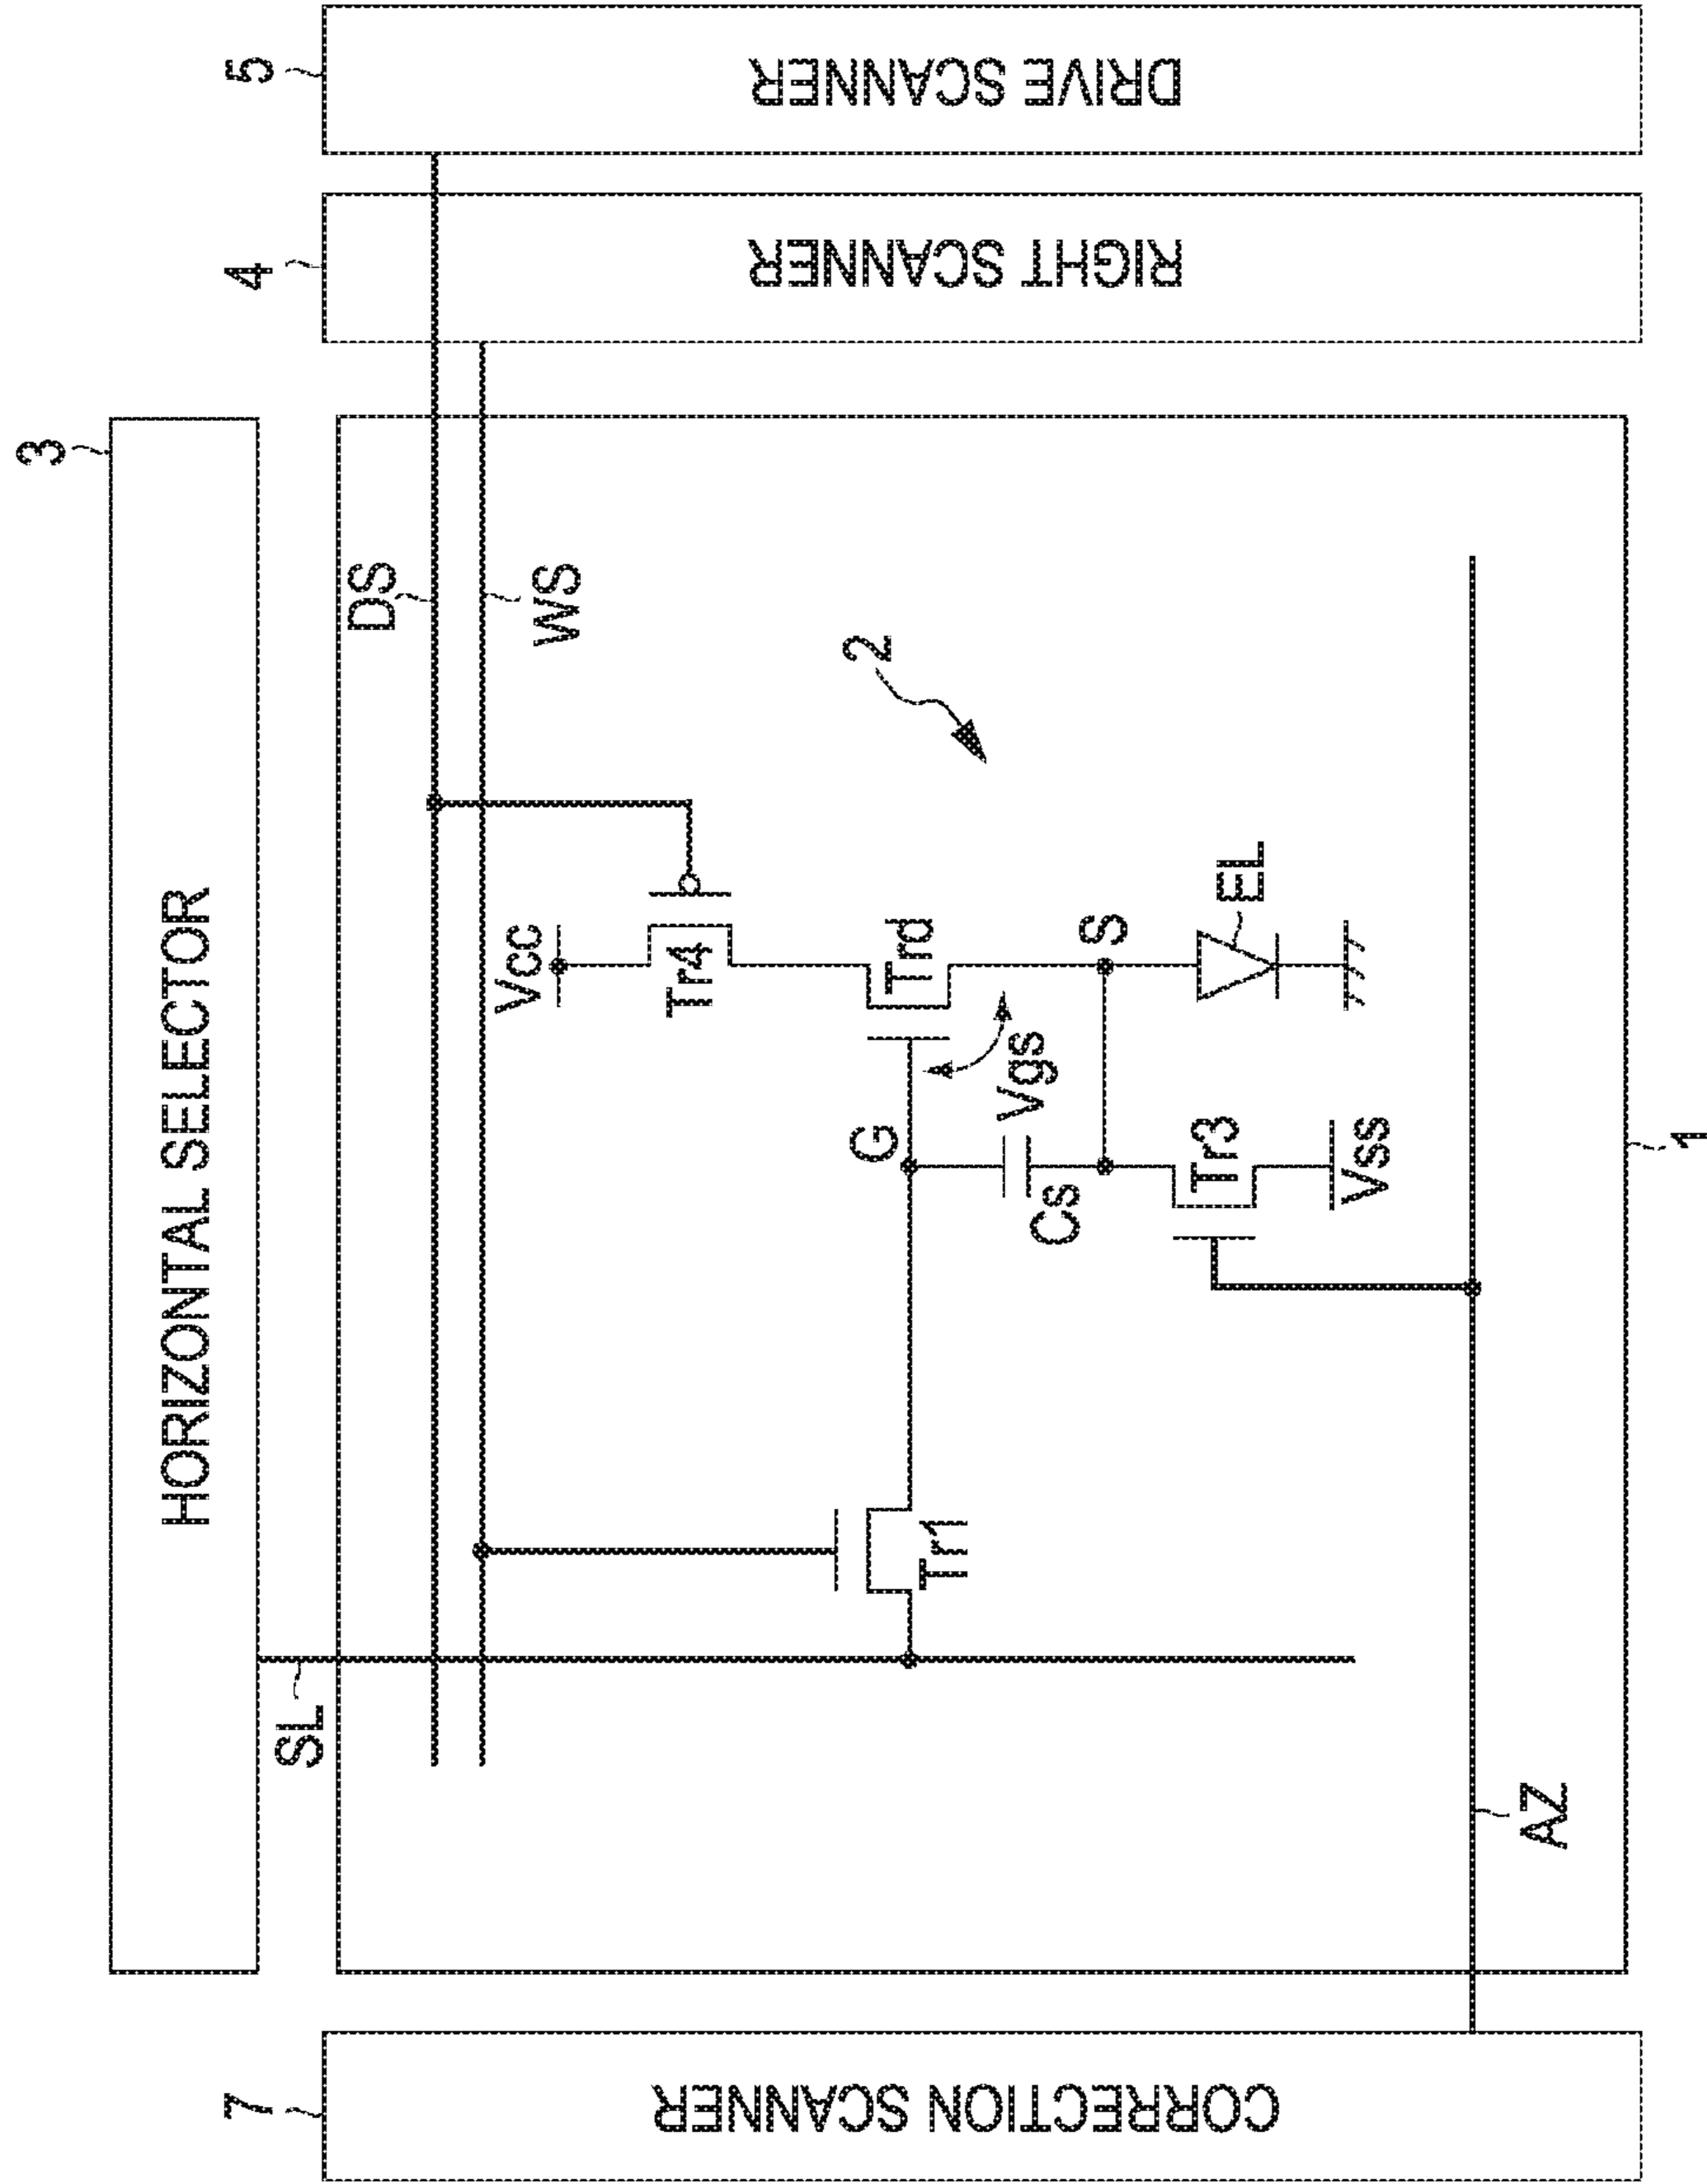 3
HORIZONTAL SELECTOR
7
CORRECTION SCANNER
4
RIGHT SCANNER
5
DRIVE SCANNER
SL
DS
WS
Vcc
Tr4
2
Trd
G
Vgs
S
Tr1
Cs
Tr3
EL
Vss
AZ
1